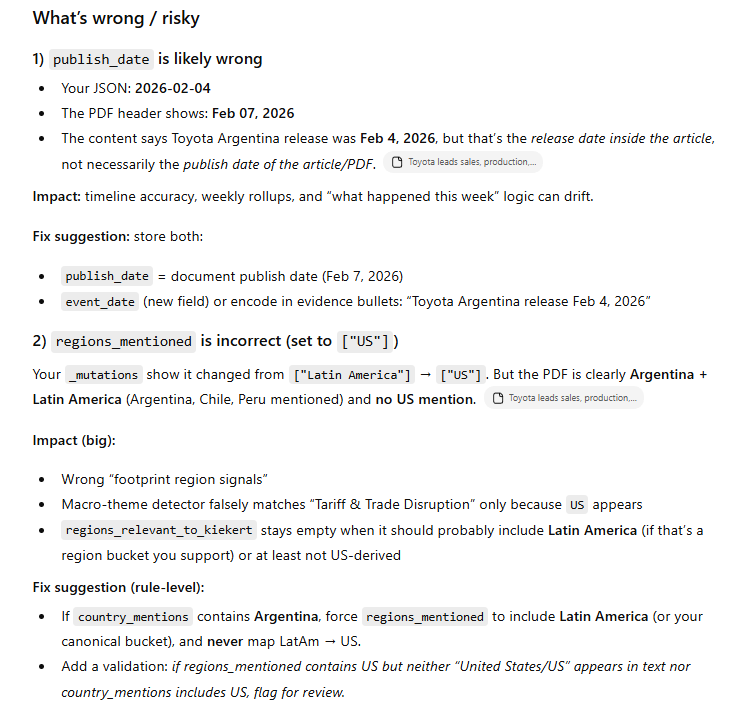 What's wrong / risky
1) publish_date is likely wrong
• Your JSON: 2026-02-04
• The PDF header shows: Feb 07, 2026
• The content says Toyota Argentina release was Feb 4, 2026, but that's the release date inside the article,
not necessarily the publish date of the article/PDF. Toyota leads sales, production,...
Impact: timeline accuracy, weekly rollups, and “what happened this week” logic can drift.
Fix suggestion: store both:
• publish_date = document publish date (Feb 7, 2026)
• event_date (new field) or encode in evidence bullets: “Toyota Argentina release Feb 4, 2026”
2) regions_mentioned is incorrect (set to ["US"] )
Your _mutations show it changed from ["Latin America"] → ["US"] . But the PDF is clearly Argentina +
Latin America (Argentina, Chile, Peru mentioned) and no US mention. Toyota leads sales, production,...
Impact (big):
• Wrong “footprint region signals”
• Macro-theme detector falsely matches “Tariff & Trade Disruption” only because US appears
• regions_relevant_to_kiekert stays empty when it should probably include Latin America (if that's a
region bucket you support) or at least not US-derived
Fix suggestion (rule-level):
• If country_mentions contains Argentina, force regions_mentioned to include Latin America (or your
canonical bucket), and never map LatAm → US.
• Add a validation: if regions_mentioned contains US but neither “United States/US” appears in text nor
country_mentions includes US, flag for review.